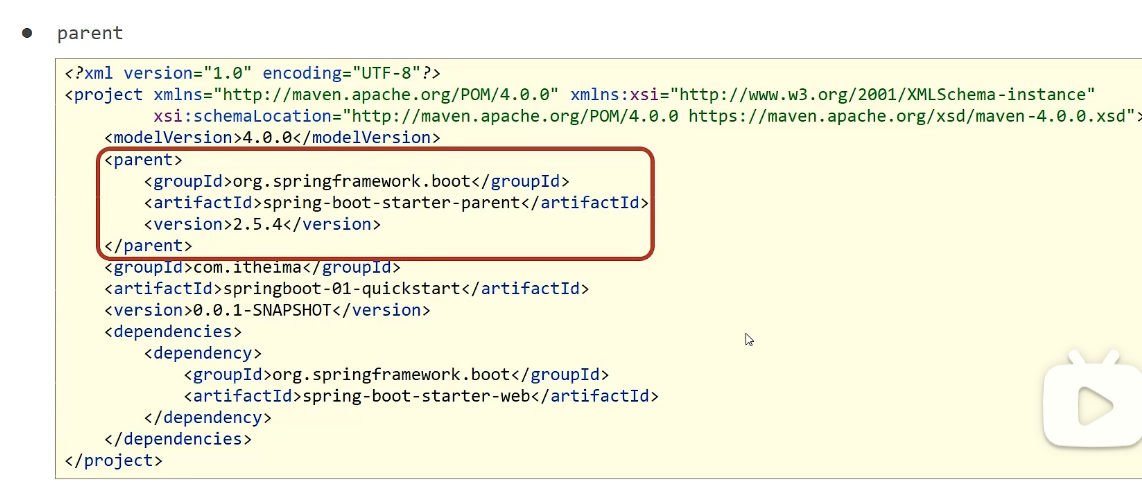 ● parent
<?xml version="1.0" encoding="UTF-8"?>
<project xmlns="http://maven.apache.org/POM/4.0.0" xmlns:xsi="http://www.w3.org/2001/XMLSchema-instance"
xsi:schemaLocation="http://maven.apache.org/POM/4.0.0 https://maven.apache.org/xsd/maven-4.0.0.xsd">
<modelVersion>4.0.0</modelVersion>
<parent>
<groupId>org.springframework.boot</groupId>
<artifactId>spring-boot-starter-parent</artifactId>
<version>2.5.4</version>
</parent>
<groupId>com.itheima</groupId>
<artifactId>springboot-01-quickstart</artifactId>
<version>0.0.1-SNAPSHOT</version>
<dependencies>
<dependency>
<groupId>org.springframework.boot</groupId>
<artifactId>spring-boot-starter-web</artifactId>
</dependency>
</dependencies>
</project>